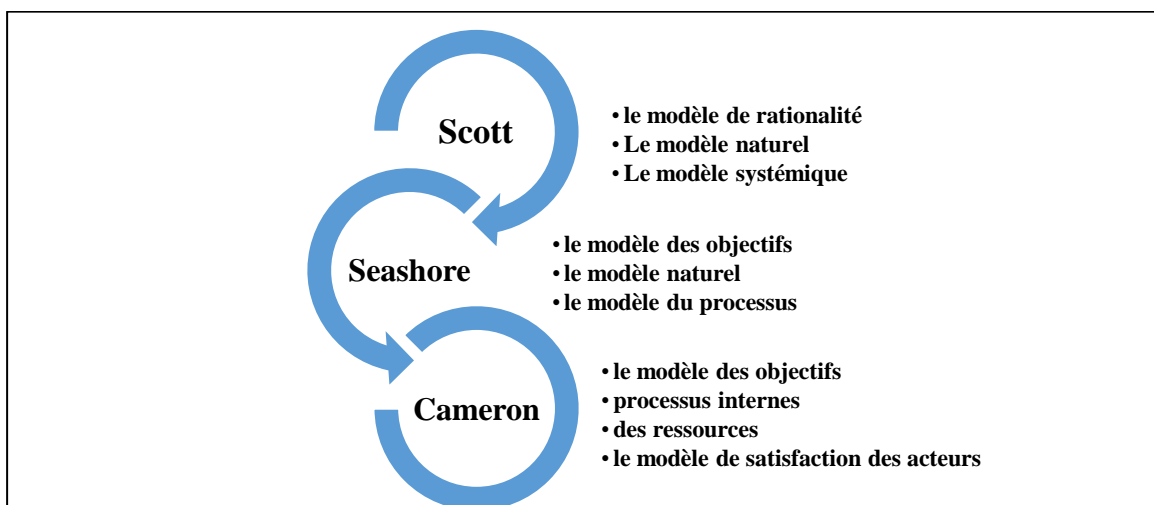 Scott
• le modèle de rationalité
• Le modèle naturel
• Le modèle systémique
Seashore
• le modèle des objectifs
• le modèle naturel
• le modèle du processus
Cameron
• le modèle des objectifs
• processus internes
• des ressources
• le modèle de satisfaction des acteurs